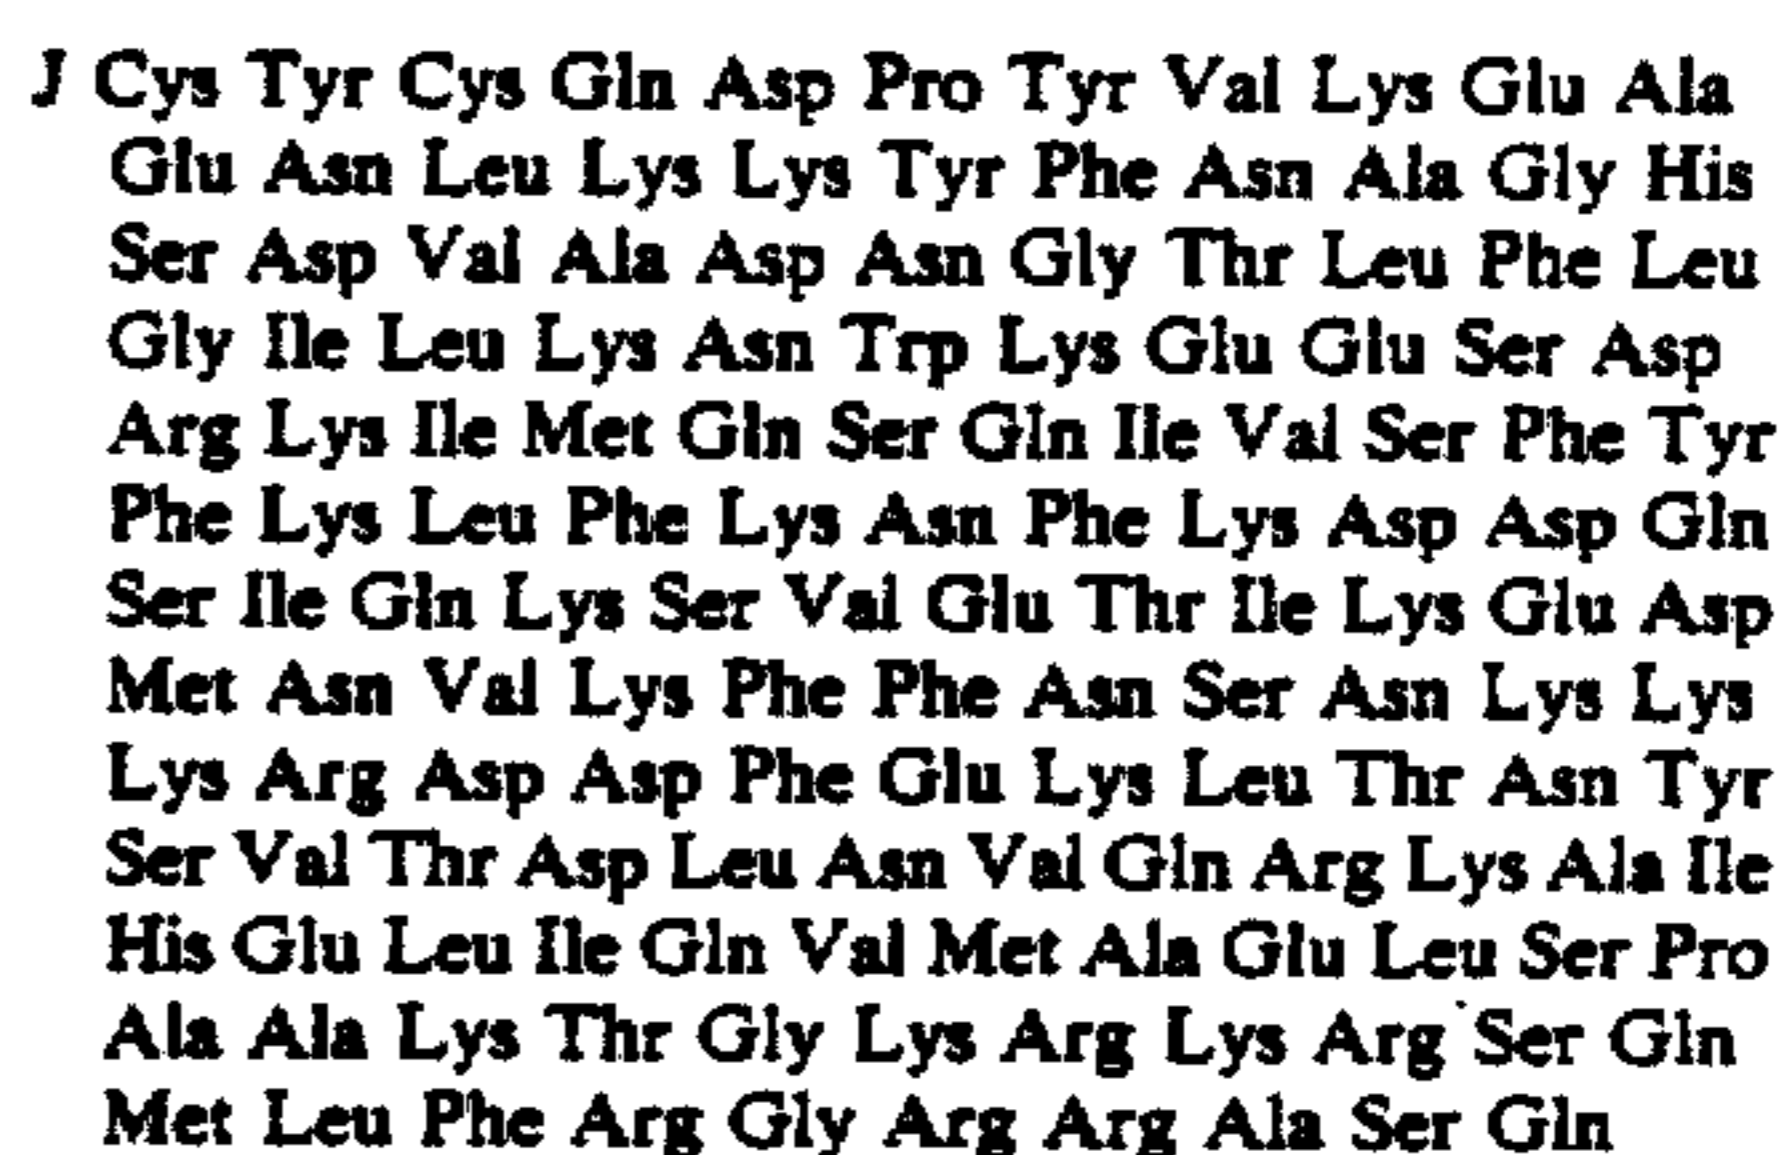 J Cys Tyr Cys Gln Asp Pro Tyr Val Lys Glu Ala
Glu Asn Leu Lys Lys Tyr Phe Asn Ala Gly His
Ser Asp Val Ala Asp Asn Gly Thr Leu Phe Leu
Gly Ile Leu Lys Asn Trp Lys Glu Glu Ser Asp
Arg Lys Ile Met Gln Ser Gln Ile Val Ser Phe Tyr
Phe Lys Leu Phe Lys Asn Phe Lys Asp Asp Gln
Ser Ile Gln Lys Ser Val Glu Thr Ile Lys Glu Asp
Met Asn Val Lys Phe Phe Asn Ser Asn Lys Lys
Lys Arg Asp Asp Phe Glu Lys Leu Thr Asn Tyr
Ser Val Thr Asp Leu Asn Val Gln Arg Lys Ala Ile
His Glu Leu Ile Gln Val Met Ala Glu Leu Ser Pro
Ala Ala Lys Thr Gly Lys Arg Lys Arg Ser Gln
Met Leu Phe Arg Gly Arg Arg Ala Ser Gln